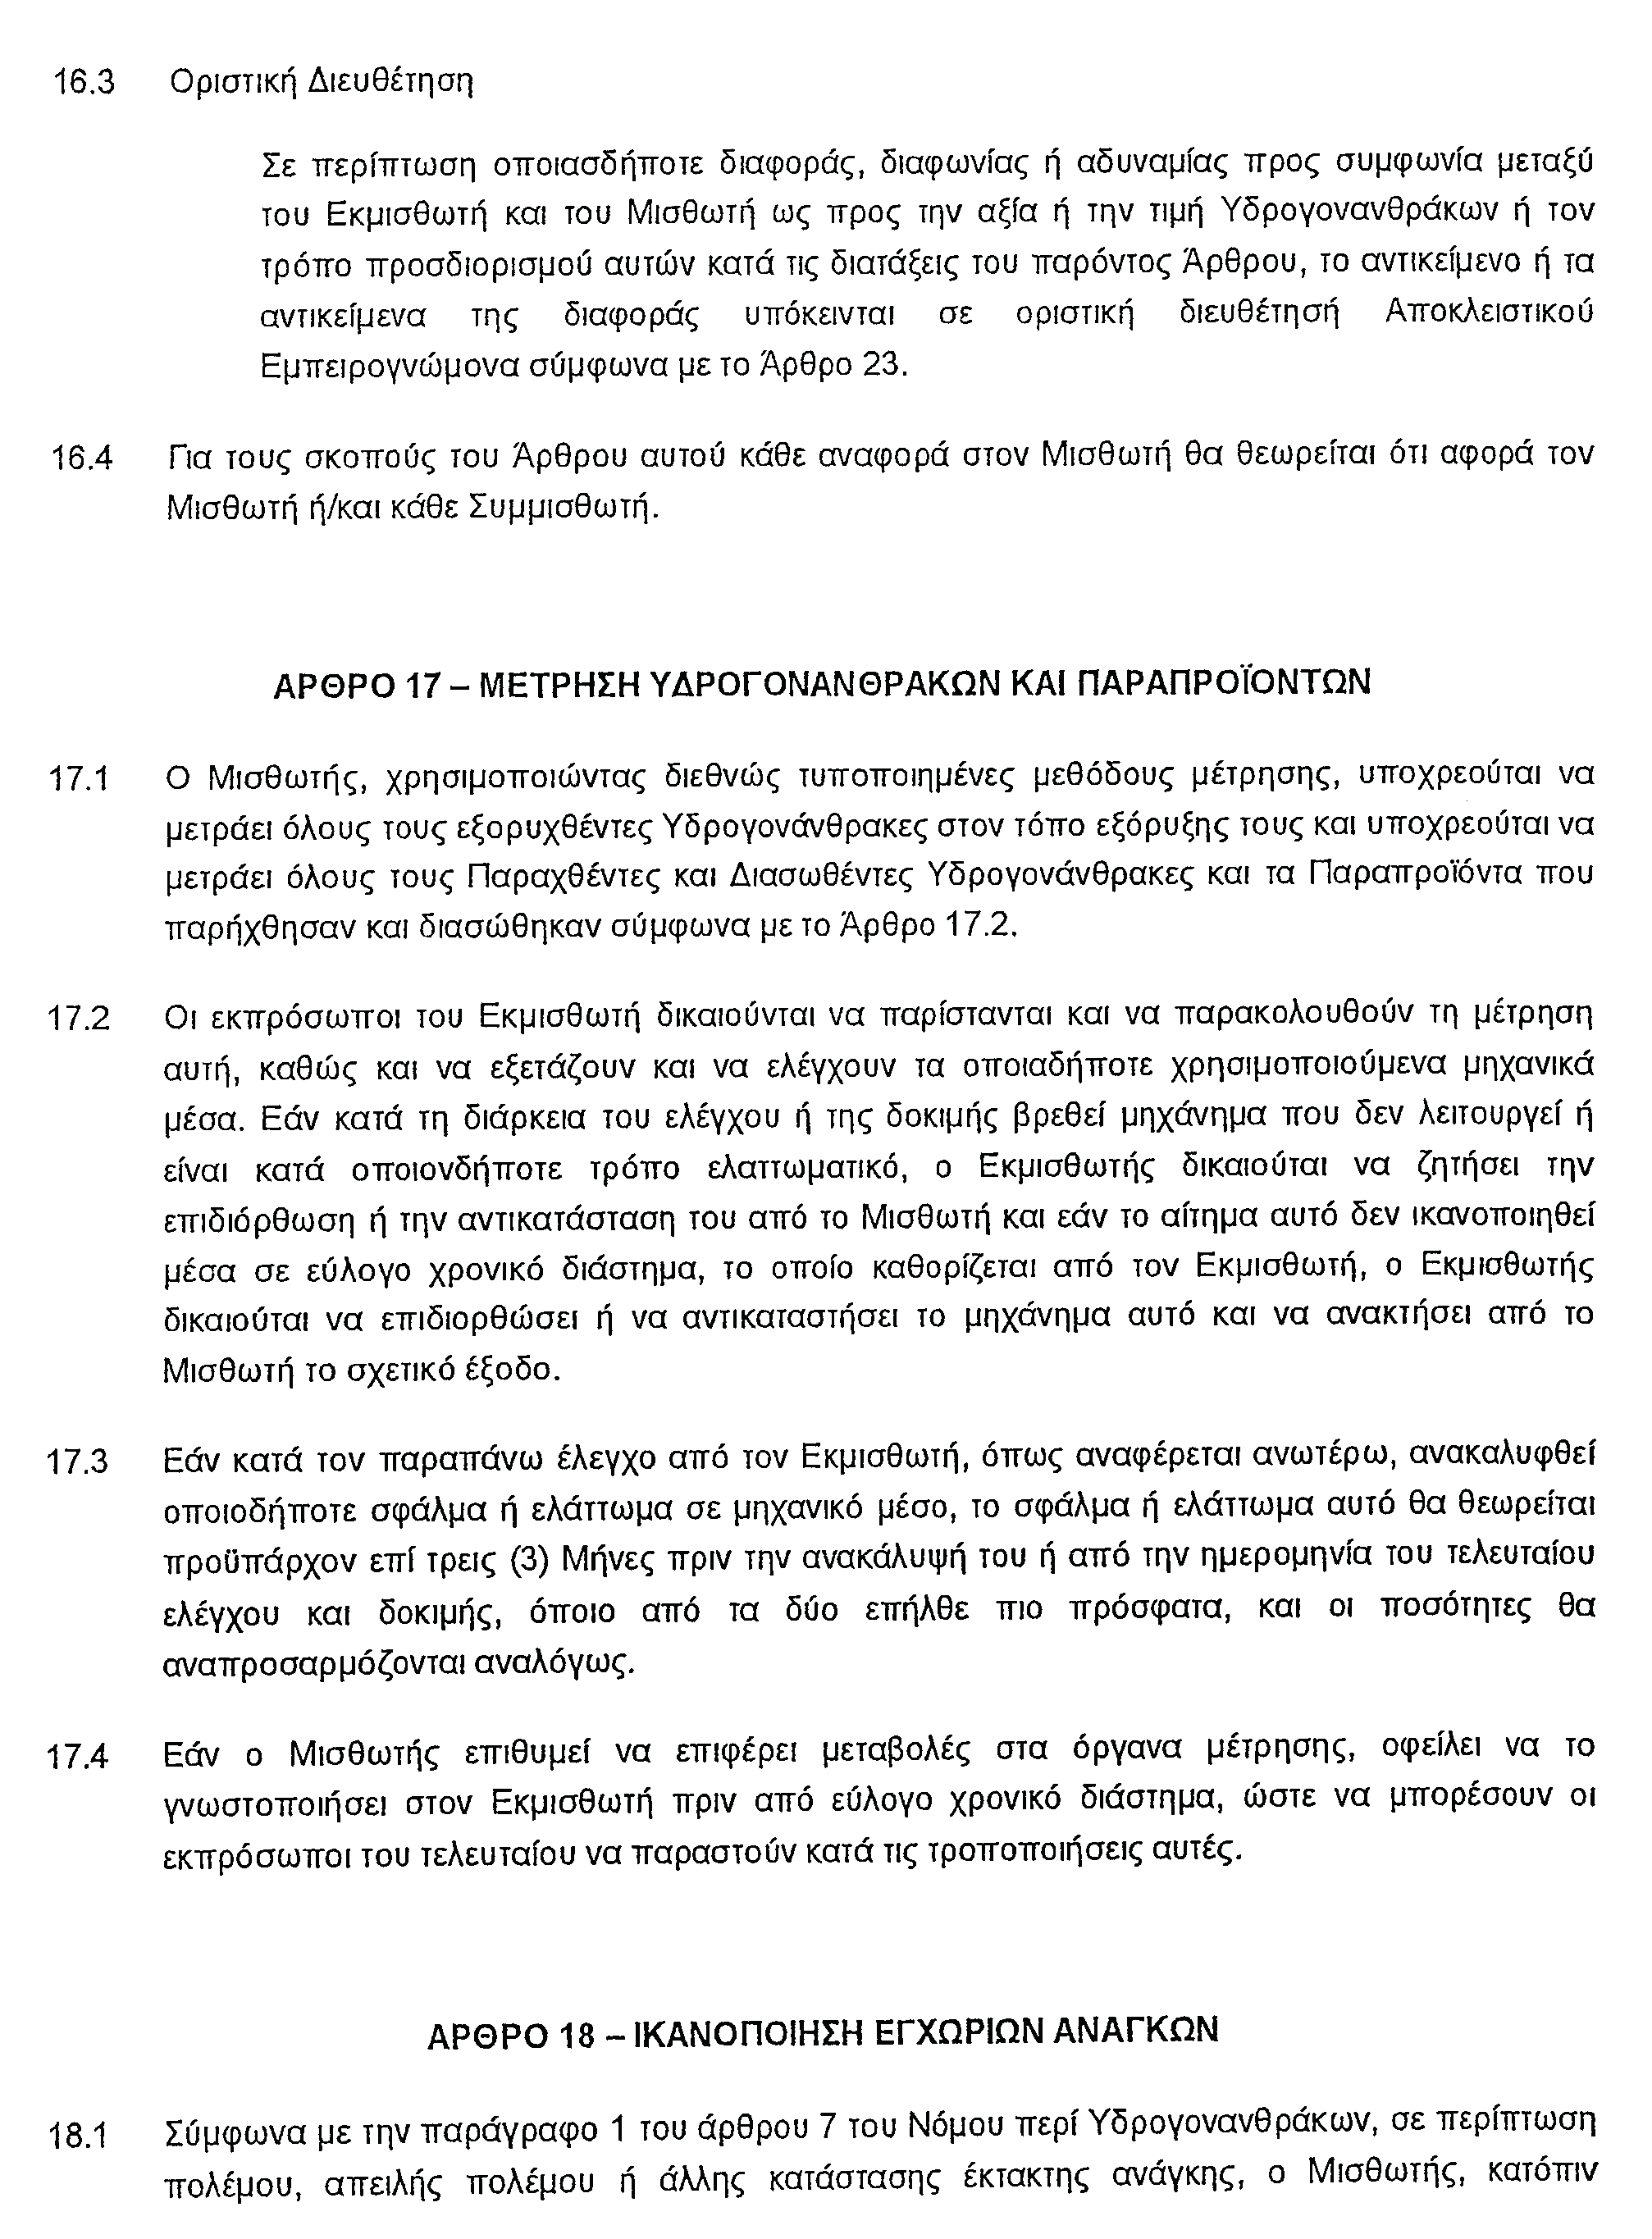 16.3 Οριστική Διευθέτηση
Σε περίπτωση οποιασδήποτε διαφοράς, διαφωνίας ή αδυναμίας προς συμφωνία μεταξύ
του Εκμισθωτή και του Μισθωτή ως προς την αξία ή την τιμή Υδρογονανθράκων ή τον
τρόπο προσδιορισμού αυτών κατά τις διατάξεις του παρόντος Άρθρου, το αντικείμενο ή τα
αντικείμενα της διαφοράς υπόκεινται σε οριστική διευθέτησή Αποκλειστικού
Εμπειρογνώμονα σύμφωνα με το Άρθρο 23.
16.4 Για τους σκοπούς του Άρθρου αυτού κάθε αναφορά στον Μισθωτή θα θεωρείται ότι αφορά τον
Μισθωτή ή/και κάθε Συμμισθωτή.
ΑΡΘΡΟ 17 – ΜΕΤΡΗΣΗ ΥΔΡΟΓΟΝΑΝΘΡΑΚΩΝ ΚΑΙ ΠΑΡΑΠΡΟΪΟΝΤΩΝ
17.1 Ο Μισθωτής, χρησιμοποιώντας διεθνώς τυποποιημένες μεθόδους μέτρησης, υποχρεούται να
μετράει όλους τους εξορυχθέντες Υδρογονάνθρακες στον τόπο εξόρυξης τους και υποχρεούται να
μετράει όλους τους Παραχθέντες και Διασωθέντες Υδρογονάνθρακες και τα Παραπροϊόντα που
παρήχθησαν και διασώθηκαν σύμφωνα με το Άρθρο 17.2.
17.2 Οι εκπρόσωποι του Εκμισθωτή δικαιούνται να παρίστανται και να παρακολουθούν τη μέτρηση
αυτή, καθώς και να εξετάζουν και να ελέγχουν τα οποιαδήποτε χρησιμοποιούμενα μηχανικά
μέσα. Εάν κατά τη διάρκεια του ελέγχου ή της δοκιμής βρεθεί μηχάνημα που δεν λειτουργεί ή
είναι κατά οποιονδήποτε τρόπο ελαττωματικό, ο Εκμισθωτής δικαιούται να ζητήσει την
επιδιόρθωση ή την αντικατάσταση του από το Μισθωτή και εάν το αίτημα αυτό δεν ικανοποιηθεί
μέσα σε εύλογο χρονικό διάστημα, το οποίο καθορίζεται από τον Εκμισθωτή, ο Εκμισθωτής
δικαιούται να επιδιορθώσει ή να αντικαταστήσει το μηχάνημα αυτό και να ανακτήσει από το
Μισθωτή το σχετικό έξοδο.
17.3 Εάν κατά τον παραπάνω έλεγχο από τον Εκμισθωτή, όπως αναφέρεται ανωτέρω, ανακαλυφθεί
οποιοδήποτε σφάλμα ή ελάττωμα σε μηχανικό μέσο, το σφάλμα ή ελάττωμα αυτό θα θεωρείται
προϋπάρχον επί τρεις (3) Μήνες πριν την ανακάλυψή του ή από την ημερομηνία του τελευταίου
ελέγχου και δοκιμής, όποιο από τα δύο επήλθε πιο πρόσφατα, και οι ποσότητες θα
αναπροσαρμόζονται αναλόγως.
17.4 Εάν ο Μισθωτής επιθυμεί να επιφέρει μεταβολές στα όργανα μέτρησης, οφείλει να το
γνωστοποιήσει στον Εκμισθωτή πριν από εύλογο χρονικό διάστημα, ώστε να μπορέσουν οι
εκπρόσωποι του τελευταίου να παραστούν κατά τις τροποποιήσεις αυτές.
ΑΡΘΡΟ 18 – ΙΚΑΝΟΠΟΙΗΣΗ ΕΓΧΩΡΙΩΝ ΑΝΑΓΚΩΝ
18.1 Σύμφωνα με την παράγραφο 1 του άρθρου 7 του Νόμου περί Υδρογονανθράκων, σε περίπτωση
πολέμου, απειλής πολέμου ή άλλης κατάστασης έκτακτης ανάγκης, ο Μισθωτής, κατόπιν